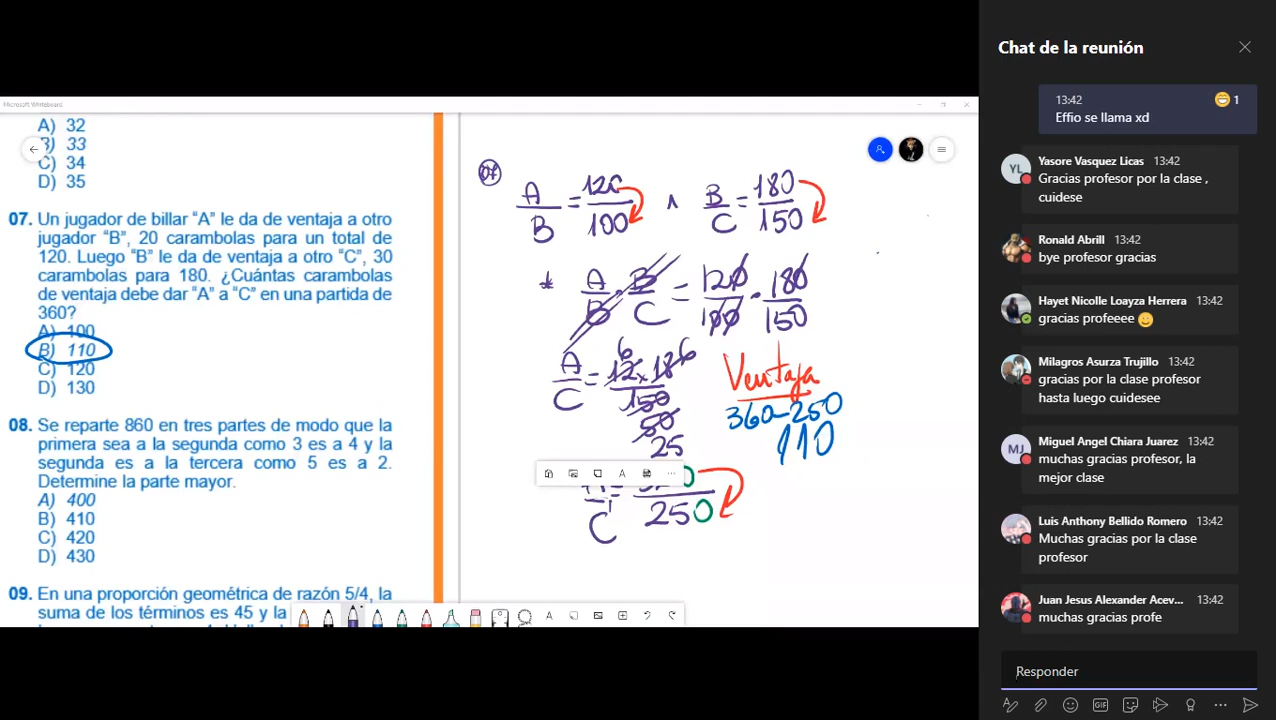 Microsoft Whiteboard
A) 32
B) 33
C) 34
D) 35
07. Un jugador de billar “A” le da de ventaja a otro
jugador “B”, 20 carambolas para un total de
120. Luego “B” le da de ventaja a otro “C”, 30
carambolas para 180. ¿Cuántas carambolas
de ventaja debe dar “A” a “C” en una partida de
360?
A) 100
B) 110
C) 120
D) 130
08. Se reparte 860 en tres partes de modo que la
primera sea a la segunda como 3 es a 4 y la
segunda es a la tercera como 5 es a 2.
Determine la parte mayor.
A) 400
B) 410
C) 420
D) 430
09. En una proporción geométrica de razón 5/4, la
suma de los términos es 45 y la
07
A/B = 120/100 ∧ B/C = 180/150
* A/B · B/C = 120/100 · 180/150
A/C = 12 x 18/150
6 6
50
25
C 250
Ventaja
360-250
110
Chat de la reunión
13:42
😁 1
Effio se llama xd
YL
Yasore Vasquez Licas 13:42
Gracias profesor por la clase ,
cuidese
Ronald Abrill 13:42
bye profesor gracias
Hayet Nicolle Loayza Herrera 13:42
gracias profeeee 😊
Milagros Asurza Trujillo 13:42
gracias por la clase profesor
hasta luego cuidesee
MJ
Miguel Angel Chiara Juarez 13:42
muchas gracias profesor, la
mejor clase
Luis Anthony Bellido Romero 13:42
Muchas gracias por la clase
profesor
Juan Jesus Alexander Acev... 13:42
muchas gracias profe
Responder